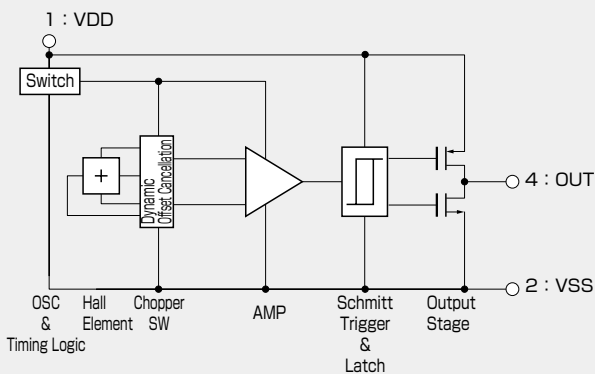 1 : VDD
Switch
+
Dynamic
Offset Cancellation
4 : OUT
2 : VSS
OSC
&
Timing Logic
Hall
Element
Chopper
SW
AMP
Schmitt
Trigger
&
Latch
Output
Stage